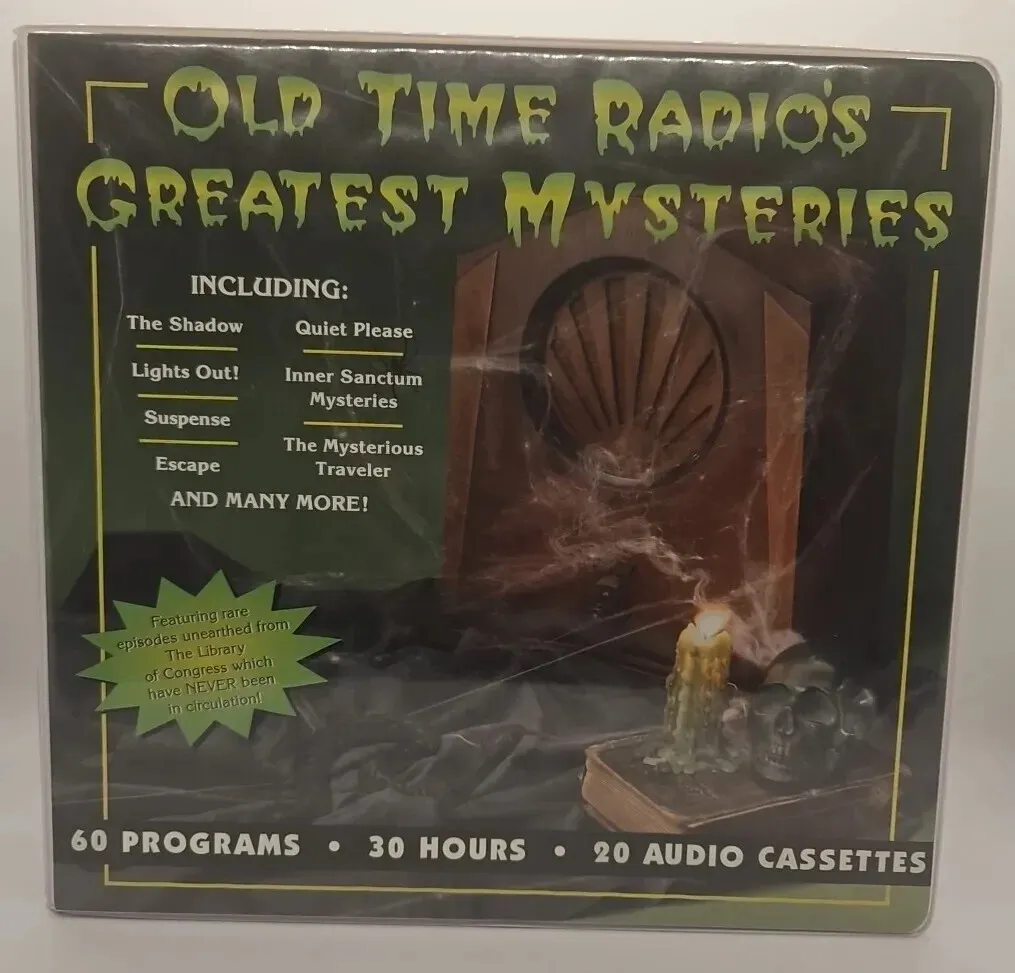 OLD TIME RADIO'S
GREATEST MYSTERIES
INCLUDING:
The Shadow
Lights Out!
Suspense
Escape
Quiet Please
Inner Sanctum
Mysteries
The Mysterious
Traveler
AND MANY MORE!
Featuring rare
episodes unearthed from
The Library
of Congress which
have NEVER been
in circulation!
60 PROGRAMS • 30 HOURS • 20 AUDIO CASSETTES